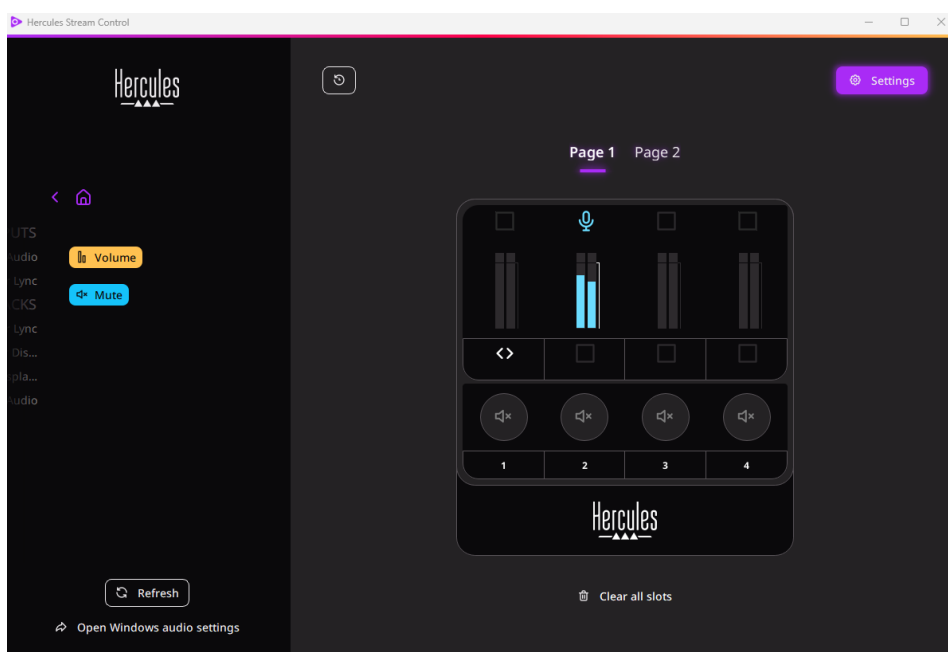 Hercules Stream Control
Hercules
Settings
Page 1 Page 2
UTS
Audio
Volume
Lync
Mute
CKS
Lync
Dis...
pla...
Audio
1 2 3 4
Hercules
Refresh
Clear all slots
Open Windows audio settings